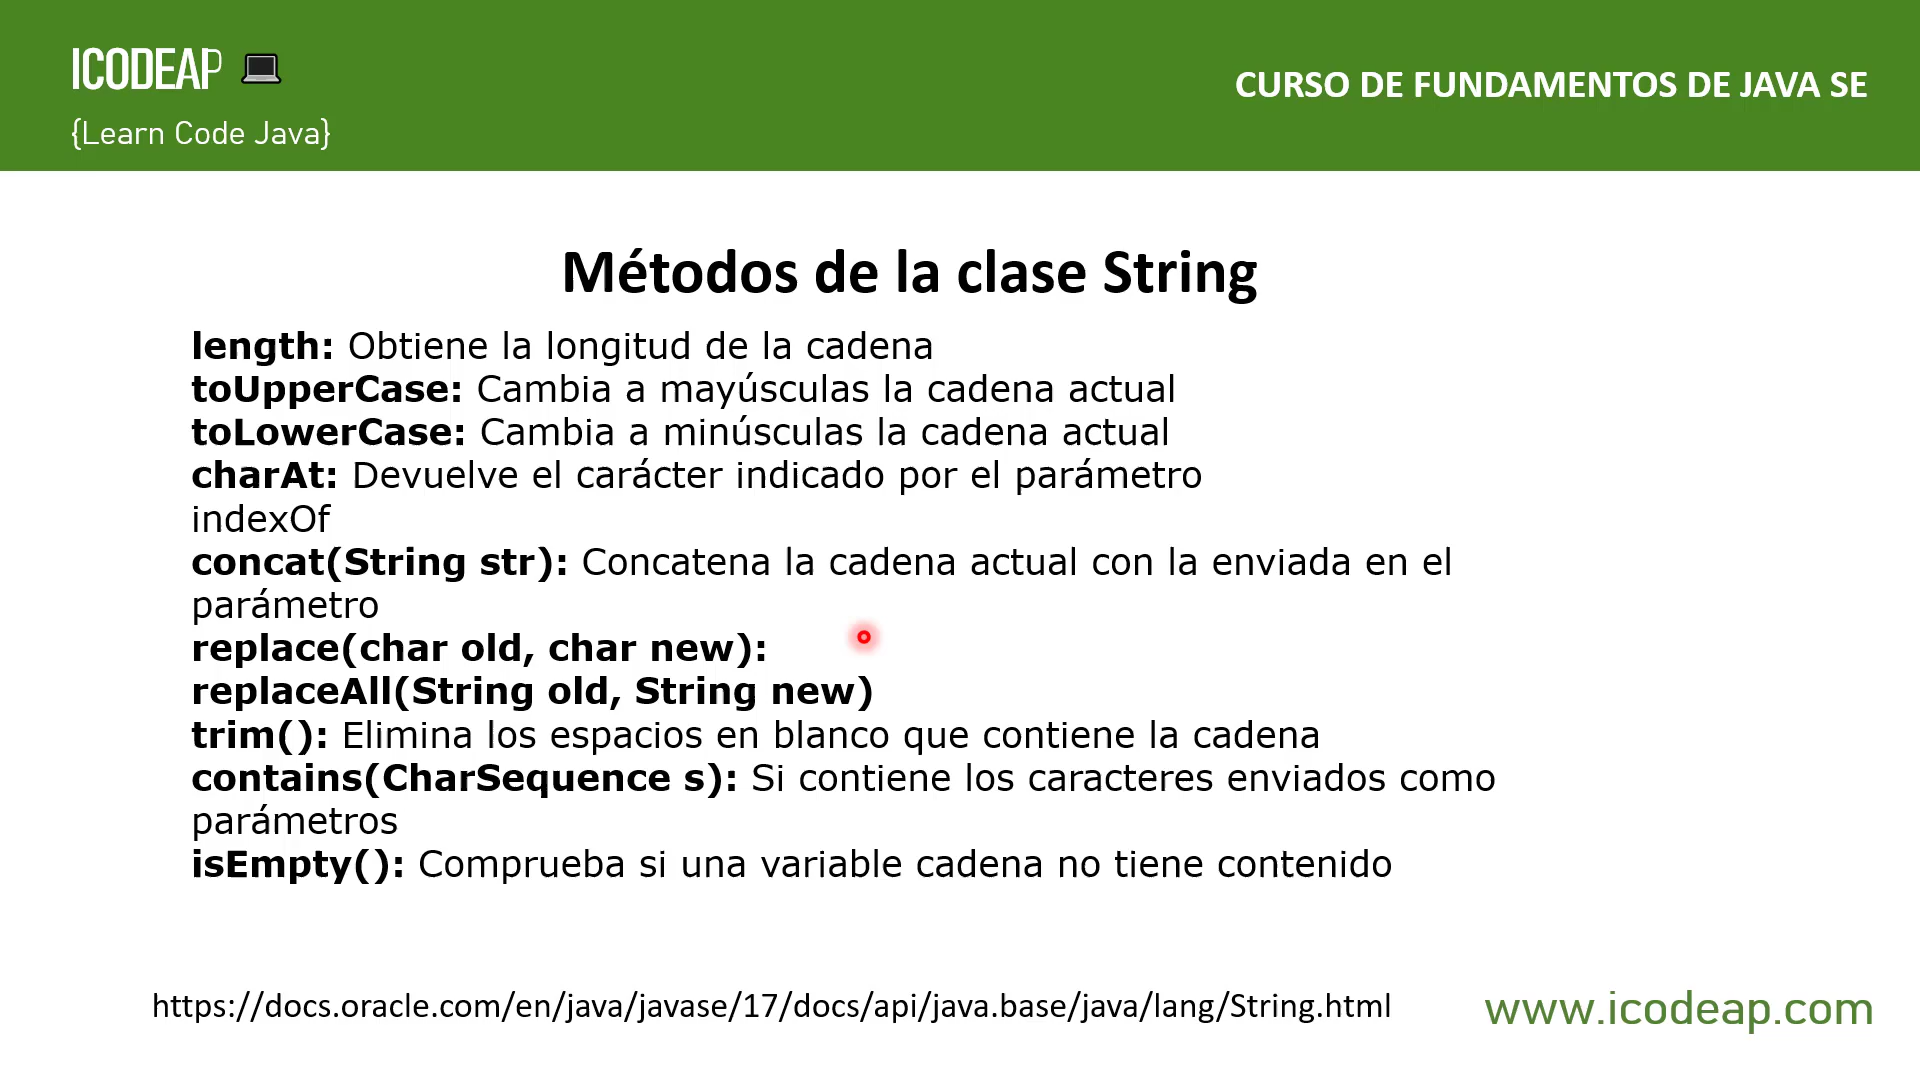 ICODEAP
{Learn Code Java}
CURSO DE FUNDAMENTOS DE JAVA SE
Métodos de la clase String
length: Obtiene la longitud de la cadena
toUpperCase: Cambia a mayúsculas la cadena actual
toLowerCase: Cambia a minúsculas la cadena actual
charAt: Devuelve el carácter indicado por el parámetro
indexOf
concat(String str): Concatena la cadena actual con la enviada en el
parámetro
replace(char old, char new):
replaceAll(String old, String new)
trim(): Elimina los espacios en blanco que contiene la cadena
contains(CharSequence s): Si contiene los caracteres enviados como
parámetros
isEmpty(): Comprueba si una variable cadena no tiene contenido
https://docs.oracle.com/en/java/javase/17/docs/api/java.base/java/lang/String.html
www.icodeap.com